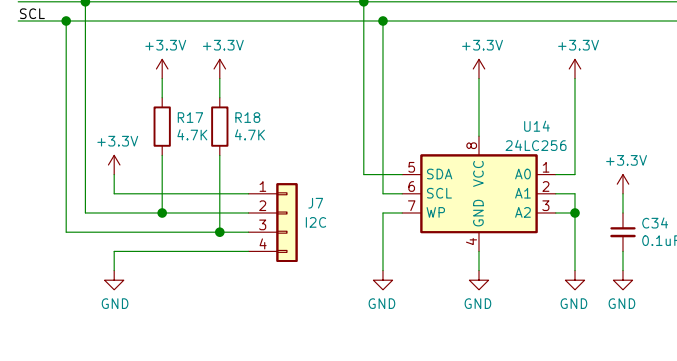 SCL
+3.3V
+3.3V
+3.3V
+3.3V
R17
4.7K
R18
4.7K
U14
24LC256
+3.3V
+3.3V
8
VCC
5
SDA
6
SCL
7
WP
A0
1
A1
2
A2
3
GND
4
1
2
3
4
J7
I2C
C34
0.1uF
GND
GND
GND
GND
GND